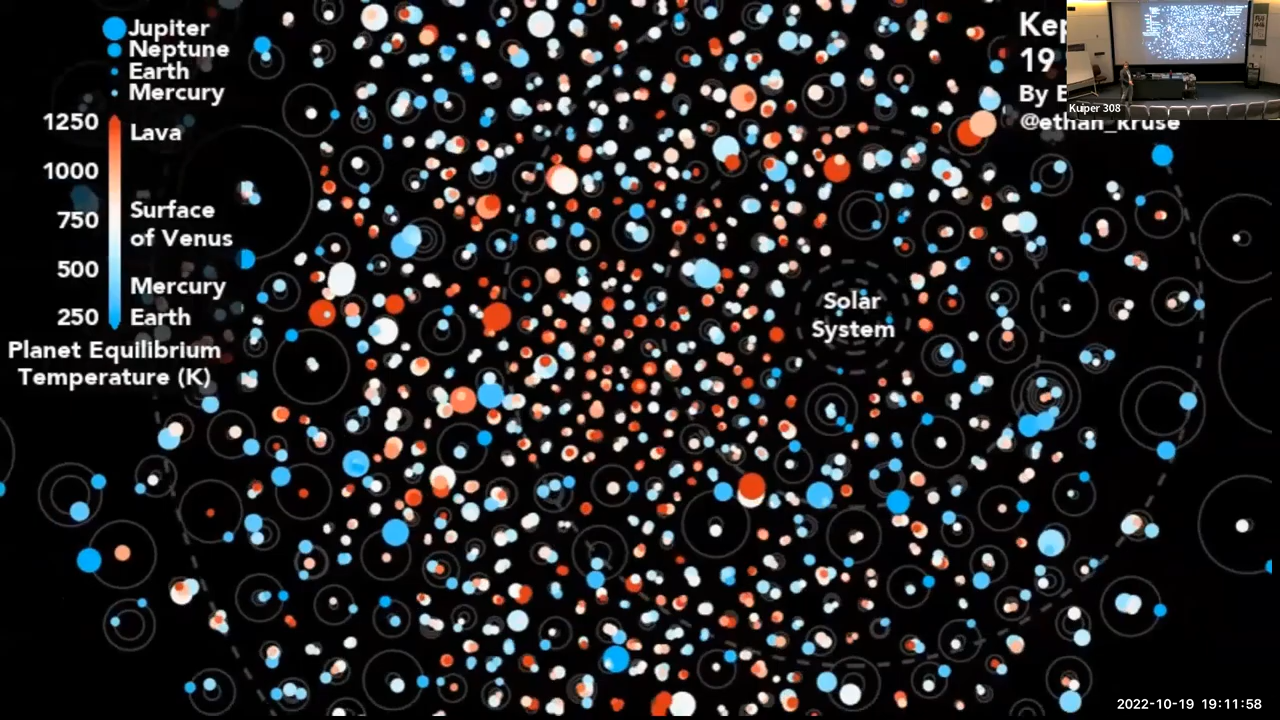 Jupiter
Neptune
Earth
Mercury
1250
Lava
1000
750
Surface
of Venus
500
Mercury
250
Earth
Planet Equilibrium
Temperature (K)
Solar
System
19
By
@ethan_kruse
Kuiper 308
2022-10-19 19:11:58